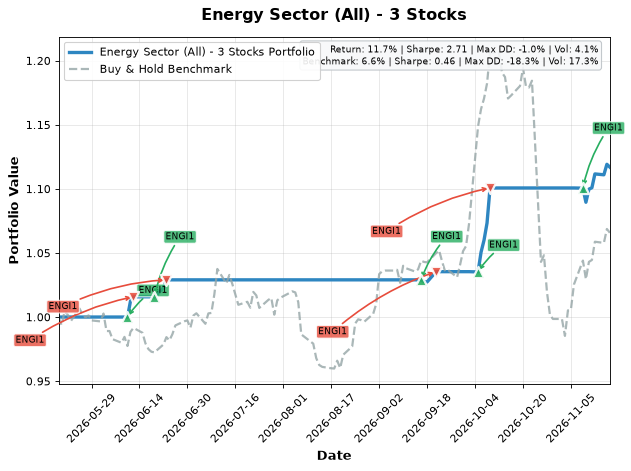 Energy Sector (All) - 3 Stocks
Energy Sector (All) - 3 Stocks Portfolio
Buy & Hold Benchmark
Return: 11.7% | Sharpe: 2.71 | Max DD: -1.0% | Vol: 4.1%
Benchmark: 6.6% | Sharpe: 0.46 | Max DD: -18.3% | Vol: 17.3%
Portfolio Value
1.20
1.15
1.10
1.05
1.00
0.95
ENGI1
ENGI1
ENGI1
ENGI1
ENGI1
ENGI1
ENGI1
ENGI1
ENGI1
2026-05-29
2026-06-14
2026-06-30
2026-07-16
2026-08-01
2026-08-17
2026-09-02
2026-09-18
2026-10-04
2026-10-20
2026-11-05
Date